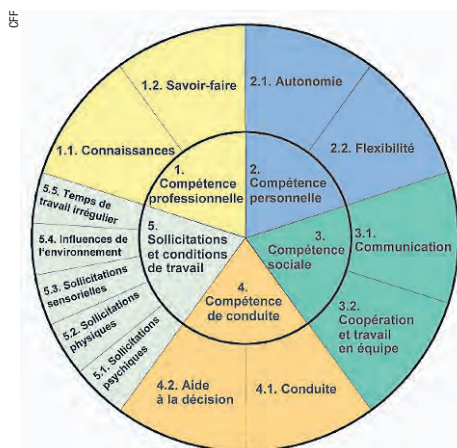 CFF
1.1. Connaissances
1.2. Savoir-faire
2.1. Autonomie
2.2. Flexibilité
1.
Compétence
professionnelle
2.
Compétence
personnelle
3.
Compétence
sociale
3.1.
Communication
3.2.
Coopération
et travail
en équipe
4.
Compétence
de conduite
4.1. Conduite
4.2. Aide
à la décision
5.
Sollicitations
et conditions
de travail
5.1. Sollicitations
psychiques
5.2. Sollicitations
physiques
5.3. Sollicitations
sensorielles
5.4. Influences de
l'environnement
5.5. Temps de
travail irrégulier